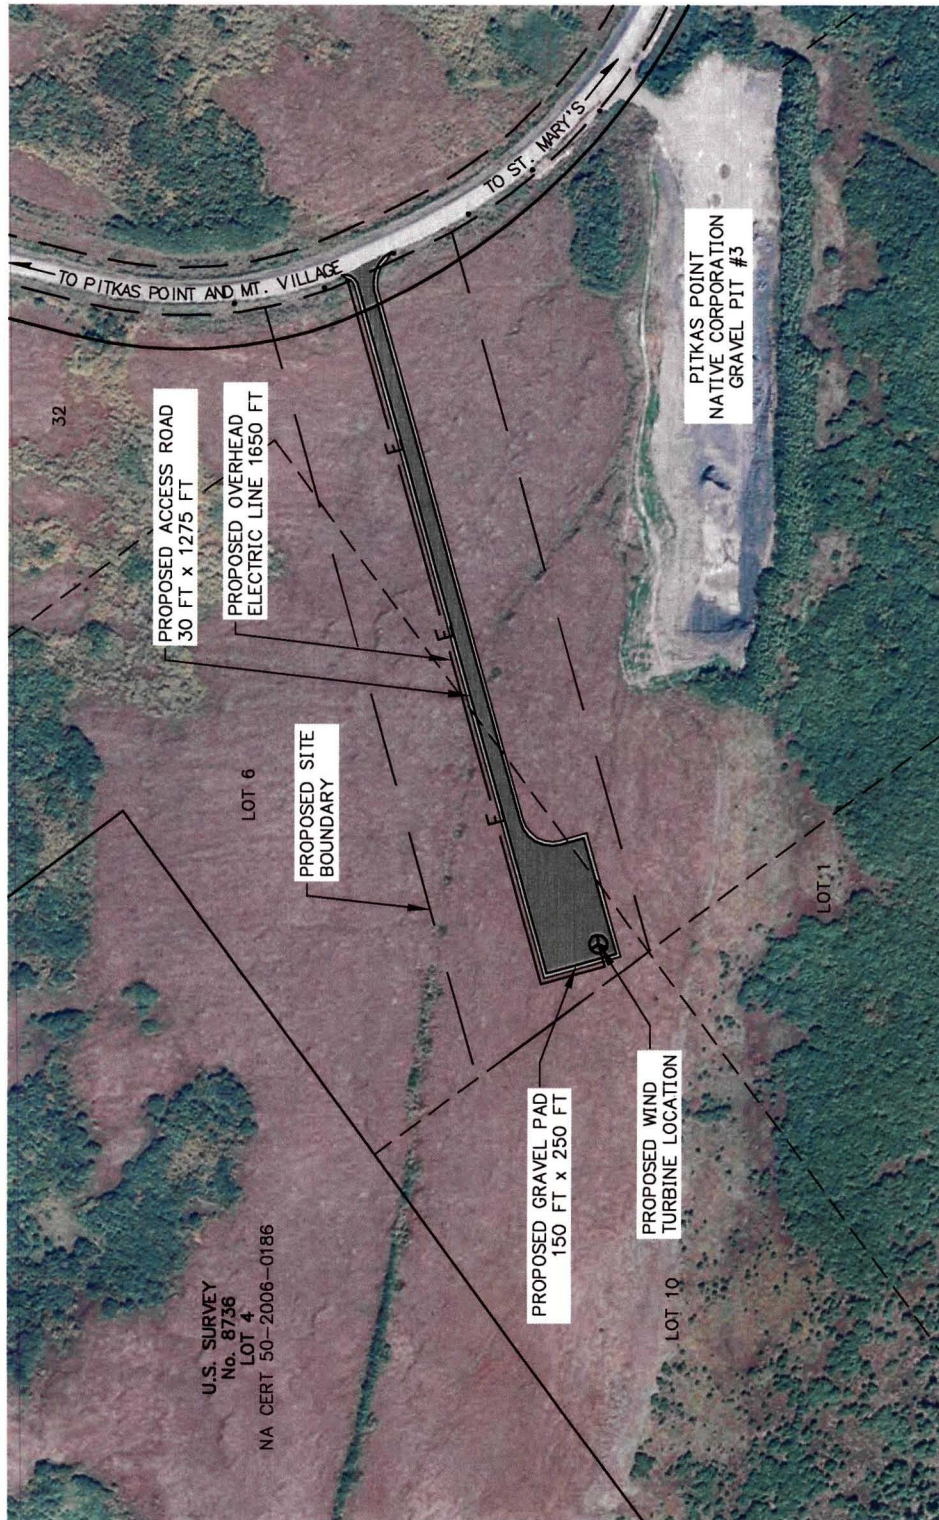 TO PITKAS POINT AND MT. VILLAGE
TO ST. MARY'S
32
PROPOSED ACCESS ROAD
30 FT x 1275 FT
PROPOSED OVERHEAD
ELECTRIC LINE 1650 FT
E
E
E
PITKAS POINT
NATIVE CORPORATION
GRAVEL PIT #3
LOT 6
PROPOSED SITE
BOUNDARY
LOT 1
PROPOSED GRAVEL PAD
150 FT x 250 FT
PROPOSED WIND
TURBINE LOCATION
U.S. SURVEY
No. 8736
LOT 4
NA CERT 50-2006-0186
LOT 10